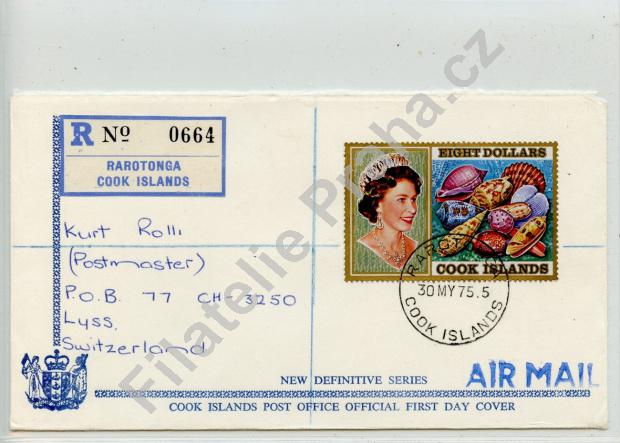 R No 0664
RAROTONGA
COOK ISLANDS
EIGHT DOLLARS
COOK ISLANDS
RAROTONGA
30 MY 75.5
COOK ISLANDS
Kurt Rolli
(Postmaster)
P.O.B. 77 CH-3250
Lyss,
Switzerland
NEW DEFINITIVE SERIES
AIR MAIL
COOK ISLANDS POST OFFICE OFFICIAL FIRST DAY COVER
Filatelie Praha.cz